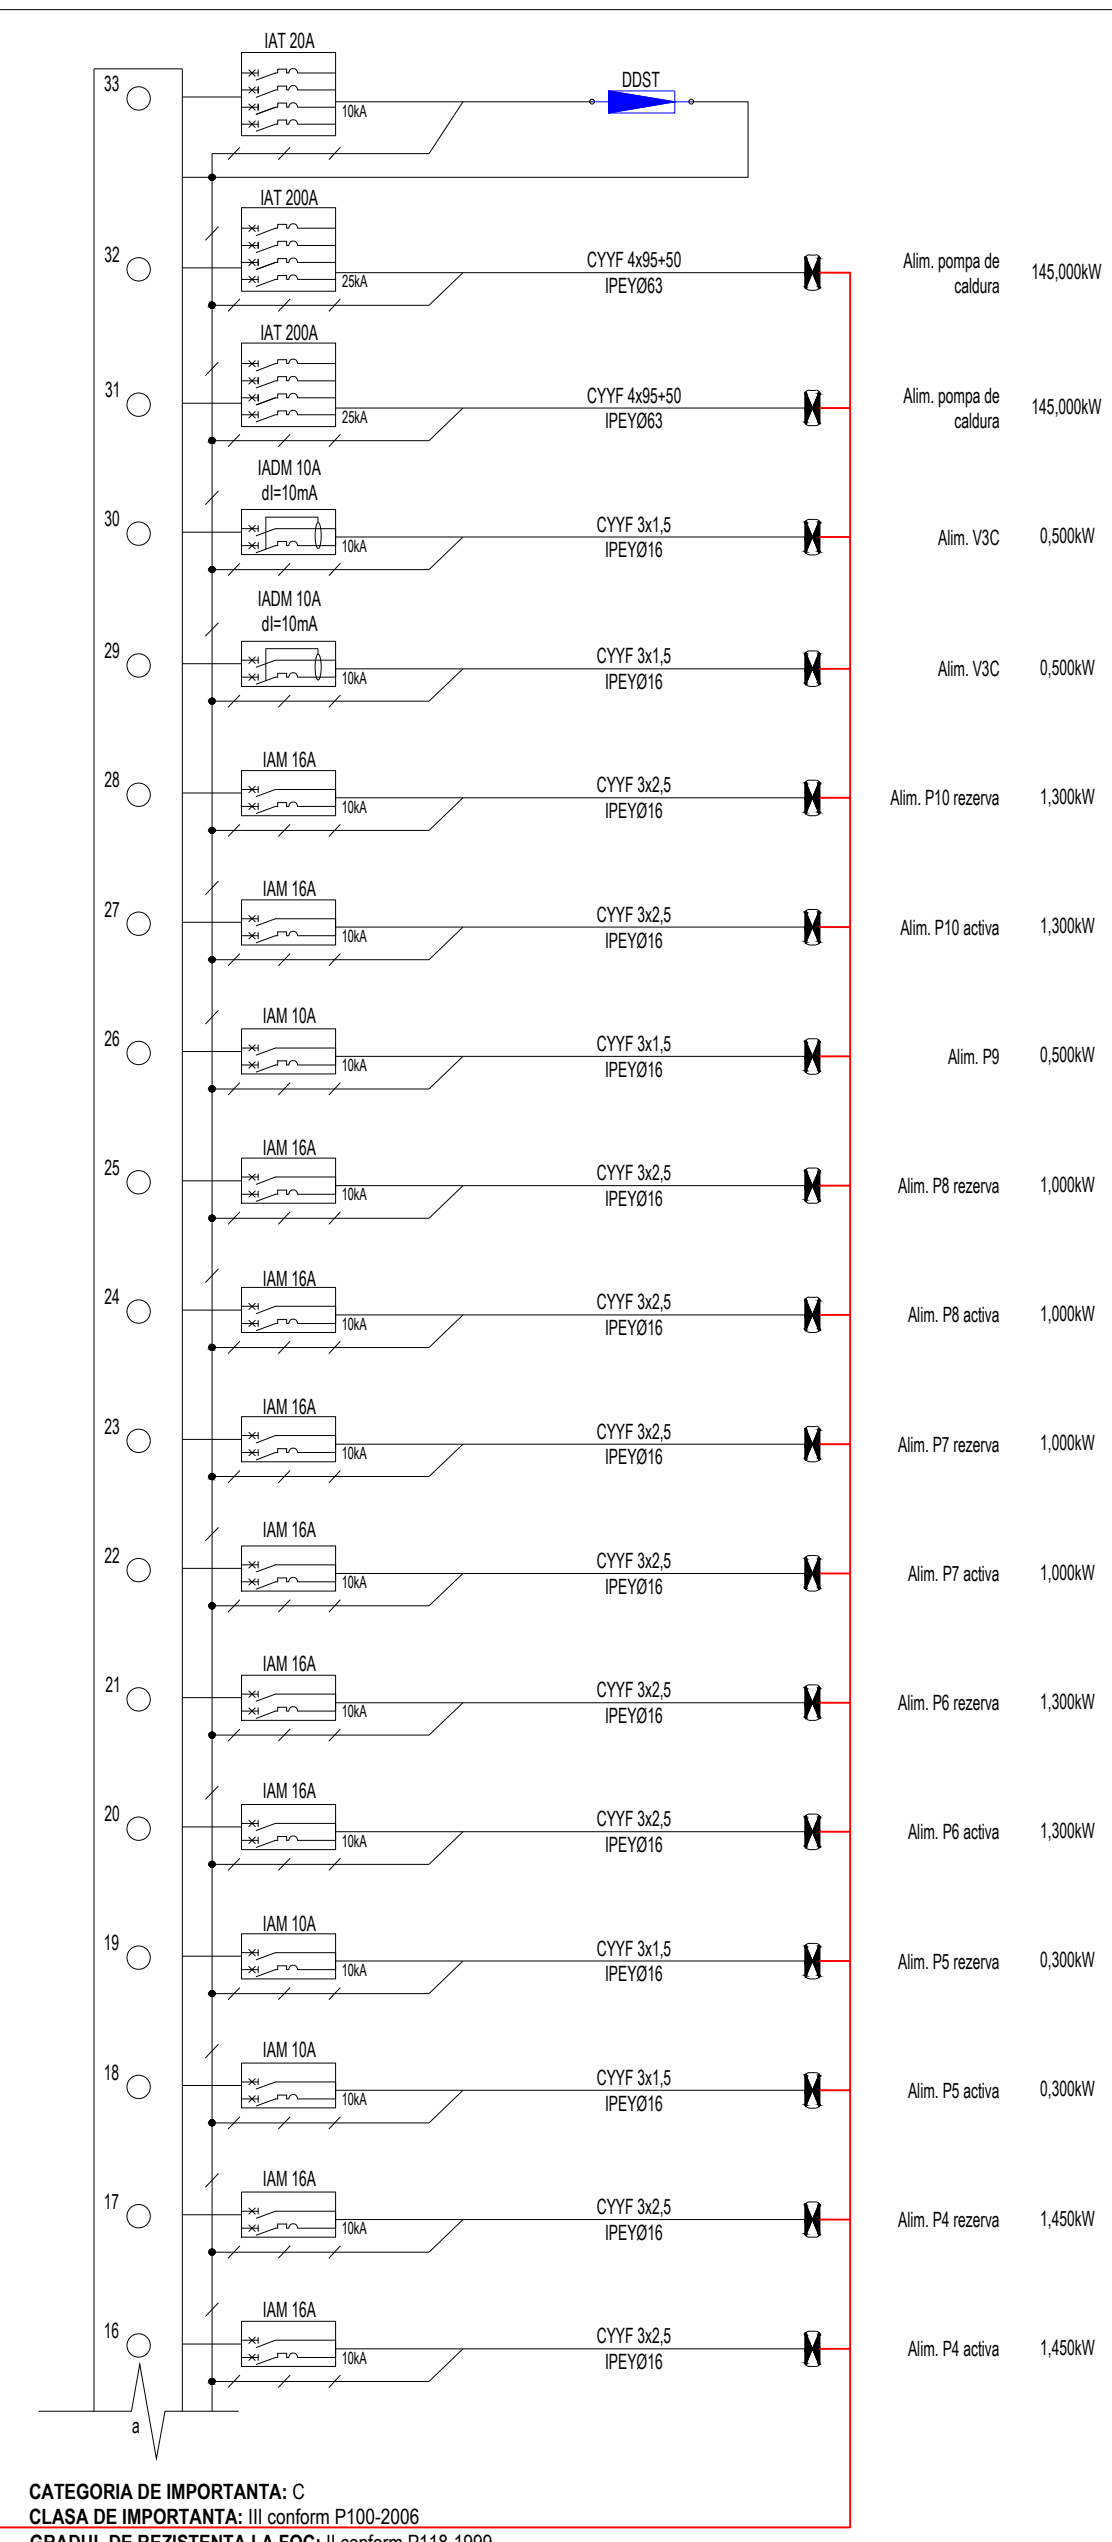 IAT 20A
33
10kA
DDST
IAT 200A
32
25kA
CYYF 4x95+50
IPEYØ63
Alim. pompa de
caldura
145,000kW
IAT 200A
31
25kA
CYYF 4x95+50
IPEYØ63
Alim. pompa de
caldura
145,000kW
IADM 10A
dI=10mA
30
10kA
CYYF 3x1,5
IPEYØ16
Alim. V3C
0,500kW
IADM 10A
dI=10mA
29
10kA
CYYF 3x1,5
IPEYØ16
Alim. V3C
0,500kW
IAM 16A
28
10kA
CYYF 3x2,5
IPEYØ16
Alim. P10 rezerva
1,300kW
IAM 16A
27
10kA
CYYF 3x2,5
IPEYØ16
Alim. P10 activa
1,300kW
IAM 10A
26
10kA
CYYF 3x1,5
IPEYØ16
Alim. P9
0,500kW
IAM 16A
25
10kA
CYYF 3x2,5
IPEYØ16
Alim. P8 rezerva
1,000kW
IAM 16A
24
10kA
CYYF 3x2,5
IPEYØ16
Alim. P8 activa
1,000kW
IAM 16A
23
10kA
CYYF 3x2,5
IPEYØ16
Alim. P7 rezerva
1,000kW
IAM 16A
22
10kA
CYYF 3x2,5
IPEYØ16
Alim. P7 activa
1,000kW
IAM 16A
21
10kA
CYYF 3x2,5
IPEYØ16
Alim. P6 rezerva
1,300kW
IAM 16A
20
10kA
CYYF 3x2,5
IPEYØ16
Alim. P6 activa
1,300kW
IAM 10A
19
10kA
CYYF 3x1,5
IPEYØ16
Alim. P5 rezerva
0,300kW
IAM 10A
18
10kA
CYYF 3x1,5
IPEYØ16
Alim. P5 activa
0,300kW
IAM 16A
17
10kA
CYYF 3x2,5
IPEYØ16
Alim. P4 rezerva
1,450kW
IAM 16A
16
10kA
CYYF 3x2,5
IPEYØ16
Alim. P4 activa
1,450kW
a
CATEGORIA DE IMPORTANTA: C
CLASA DE IMPORTANTA: III conform P100-2006
GRADUL DE REZISTENTA LA FOC: II conform P118-1999